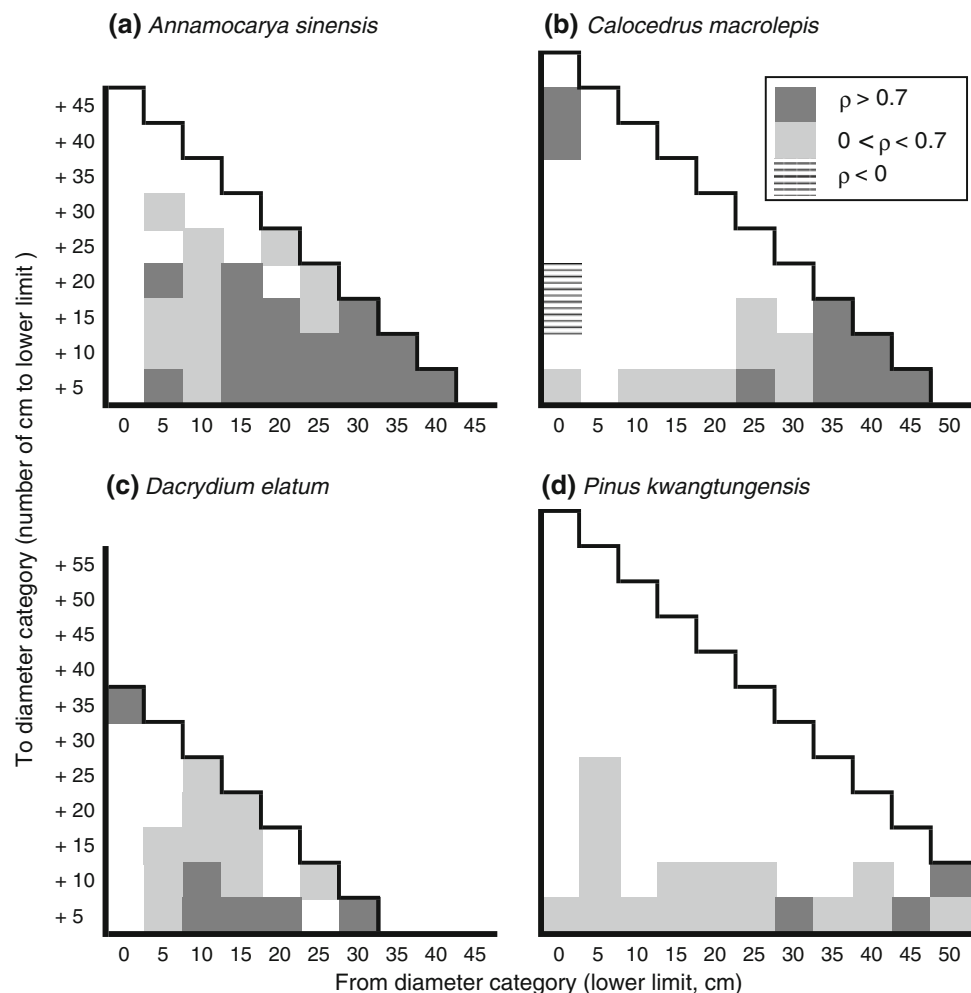 (a) Annamocarya sinensis
(b) Calocedrus macrolepis
+ 45
+ 40
+ 35
+ 30
+ 25
+ 20
+ 15
+ 10
+ 5
0 5 10 15 20 25 35 40 45
ρ > 0.7
0 < ρ < 0.7
ρ < 0
0 5 10 15 20 25 30 35 40 50
(c) Dacrydium elatum
(d) Pinus kwangtungensis
+ 55
+ 50
+ 45
+ 40
+ 35
+ 30
+ 25
+ 20
+ 15
+ 10
+ 5
0 5 10 15 20 25 30 35 40 45
0 5 10 15 20 25 30 35 40 45 50
To diameter category (number of cm to lower limit )
From diameter category (lower limit, cm)